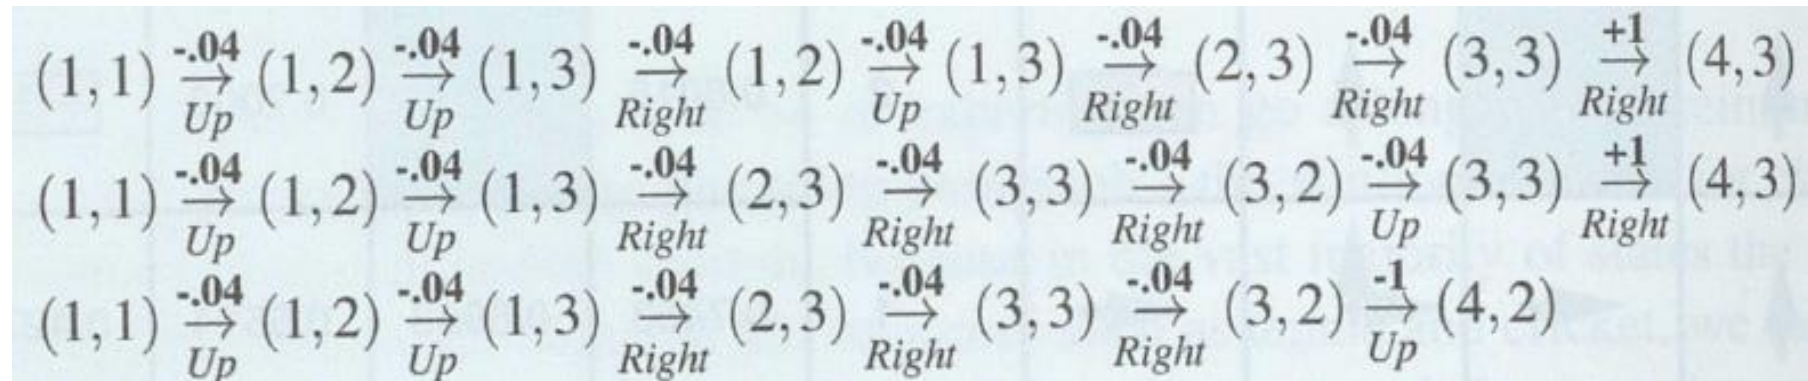 (1,1) -.04 → Up (1,2) -.04 → Up (1,3) -.04 → Right (1,2) -.04 → Up (1,3) -.04 → Right (2,3) -.04 → Right (3,3) +1 → Right (4,3)
(1,1) -.04 → Up (1,2) -.04 → Up (1,3) -.04 → Right (2,3) -.04 → Right (3,3) -.04 → Right (3,2) -.04 → Up (3,3) +1 → Right (4,3)
(1,1) -.04 → Up (1,2) -.04 → Up (1,3) -.04 → Right (2,3) -.04 → Right (3,3) -.04 → Right (3,2) -1 → Up (4,2)